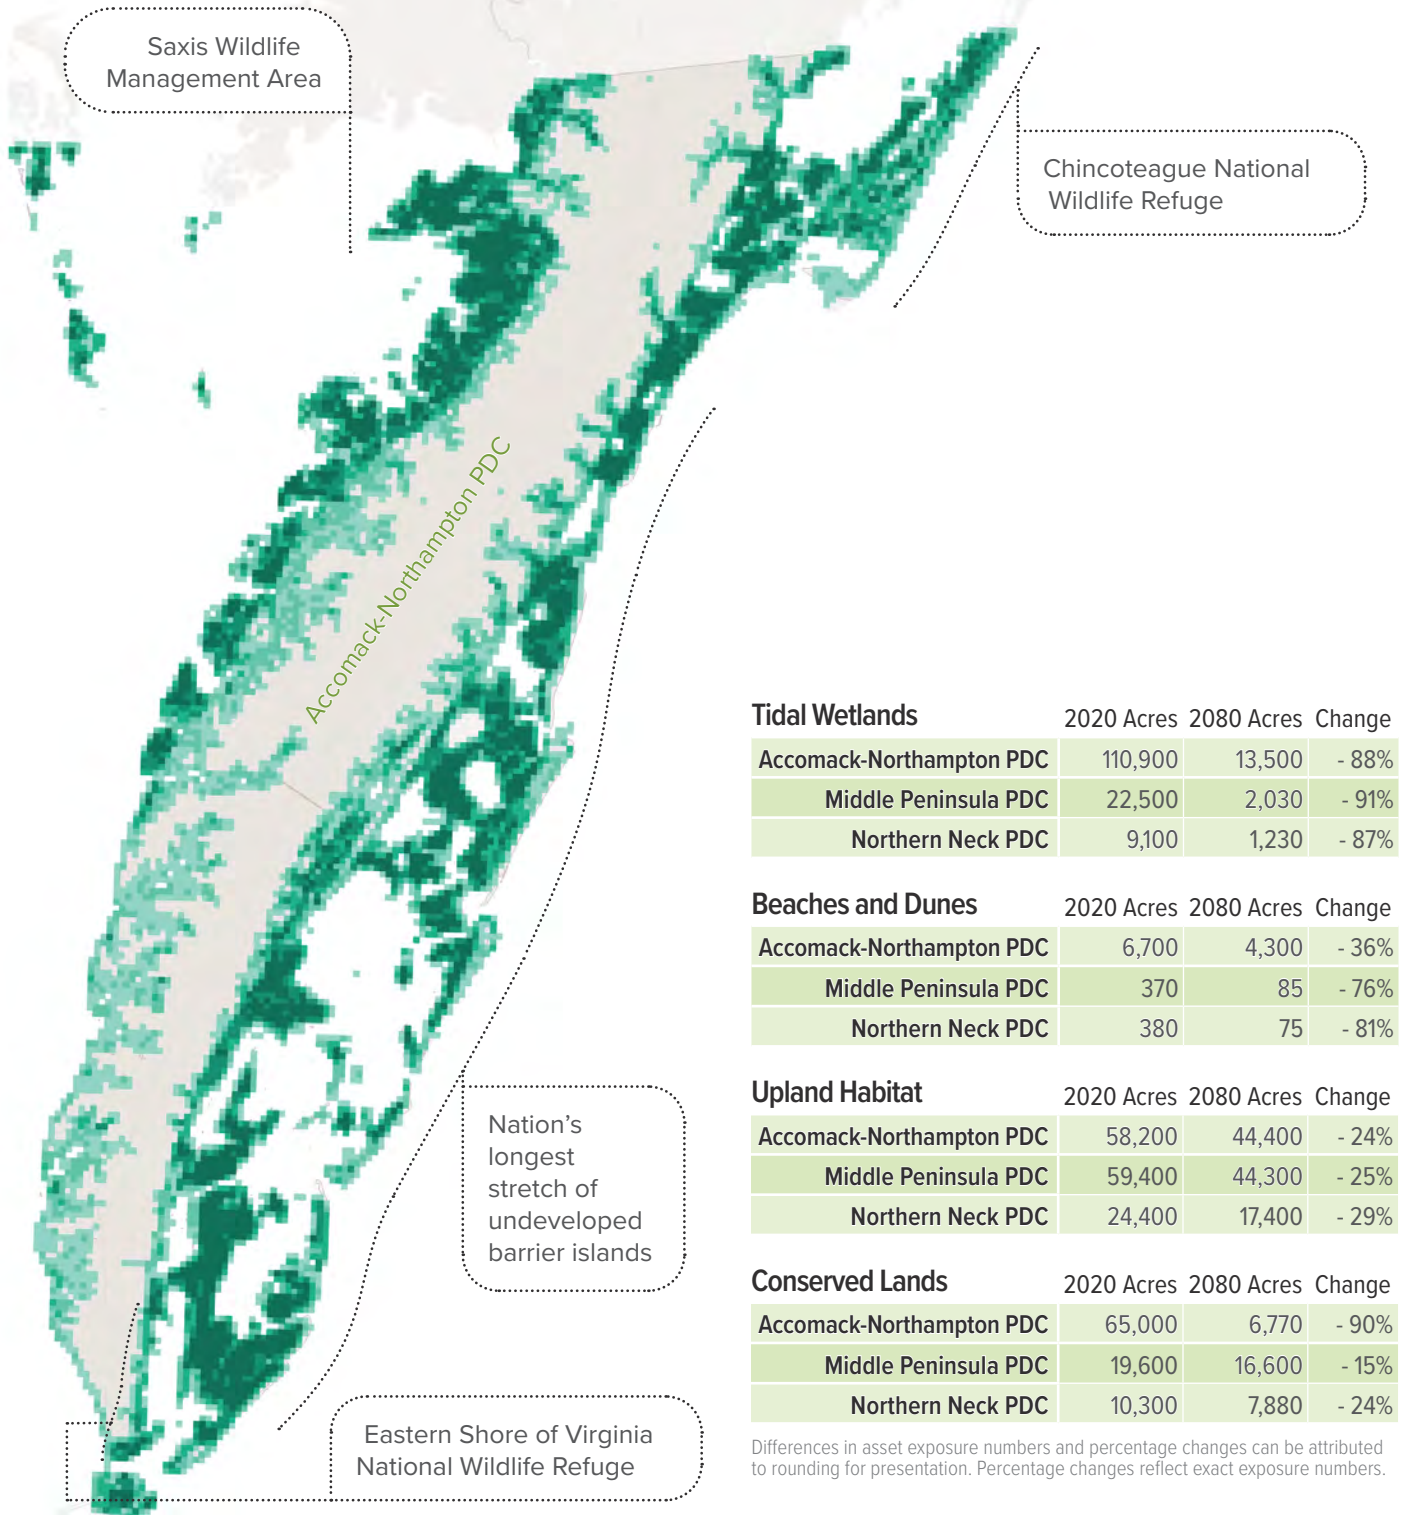 Saxis Wildlife
Management Area
Chincoteague National
Wildlife Refuge
Accomack-Northampton PDC
Tidal Wetlands 2020 Acres 2080 Acres Change
Accomack-Northampton PDC 110,900 13,500 - 88%
Middle Peninsula PDC 22,500 2,030 - 91%
Northern Neck PDC 9,100 1,230 - 87%
Beaches and Dunes 2020 Acres 2080 Acres Change
Accomack-Northampton PDC 6,700 4,300 - 36%
Middle Peninsula PDC 370 85 - 76%
Northern Neck PDC 380 75 - 81%
Upland Habitat 2020 Acres 2080 Acres Change
Accomack-Northampton PDC 58,200 44,400 - 24%
Middle Peninsula PDC 59,400 44,300 - 25%
Northern Neck PDC 24,400 17,400 - 29%
Conserved Lands 2020 Acres 2080 Acres Change
Accomack-Northampton PDC 65,000 6,770 - 90%
Middle Peninsula PDC 19,600 16,600 - 15%
Northern Neck PDC 10,300 7,880 - 24%
Differences in asset exposure numbers and percentage changes can be attributed
to rounding for presentation. Percentage changes reflect exact exposure numbers.
Nation's
longest
stretch of
undeveloped
barrier islands
Eastern Shore of Virginia
National Wildlife Refuge